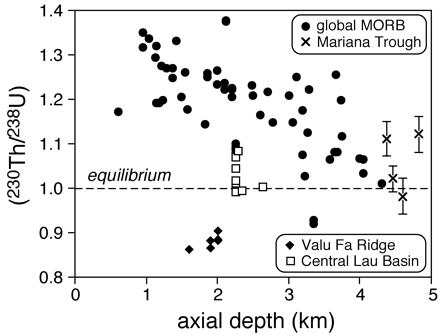 1.4
global MORB
Mariana Trough
1.3
1.2
1.1
(²³⁰Th/²³⁸U)
equilibrium
1.0
0.9
Valu Fa Ridge
Central Lau Basin
0.8
0 1 2 3 4 5
axial depth (km)